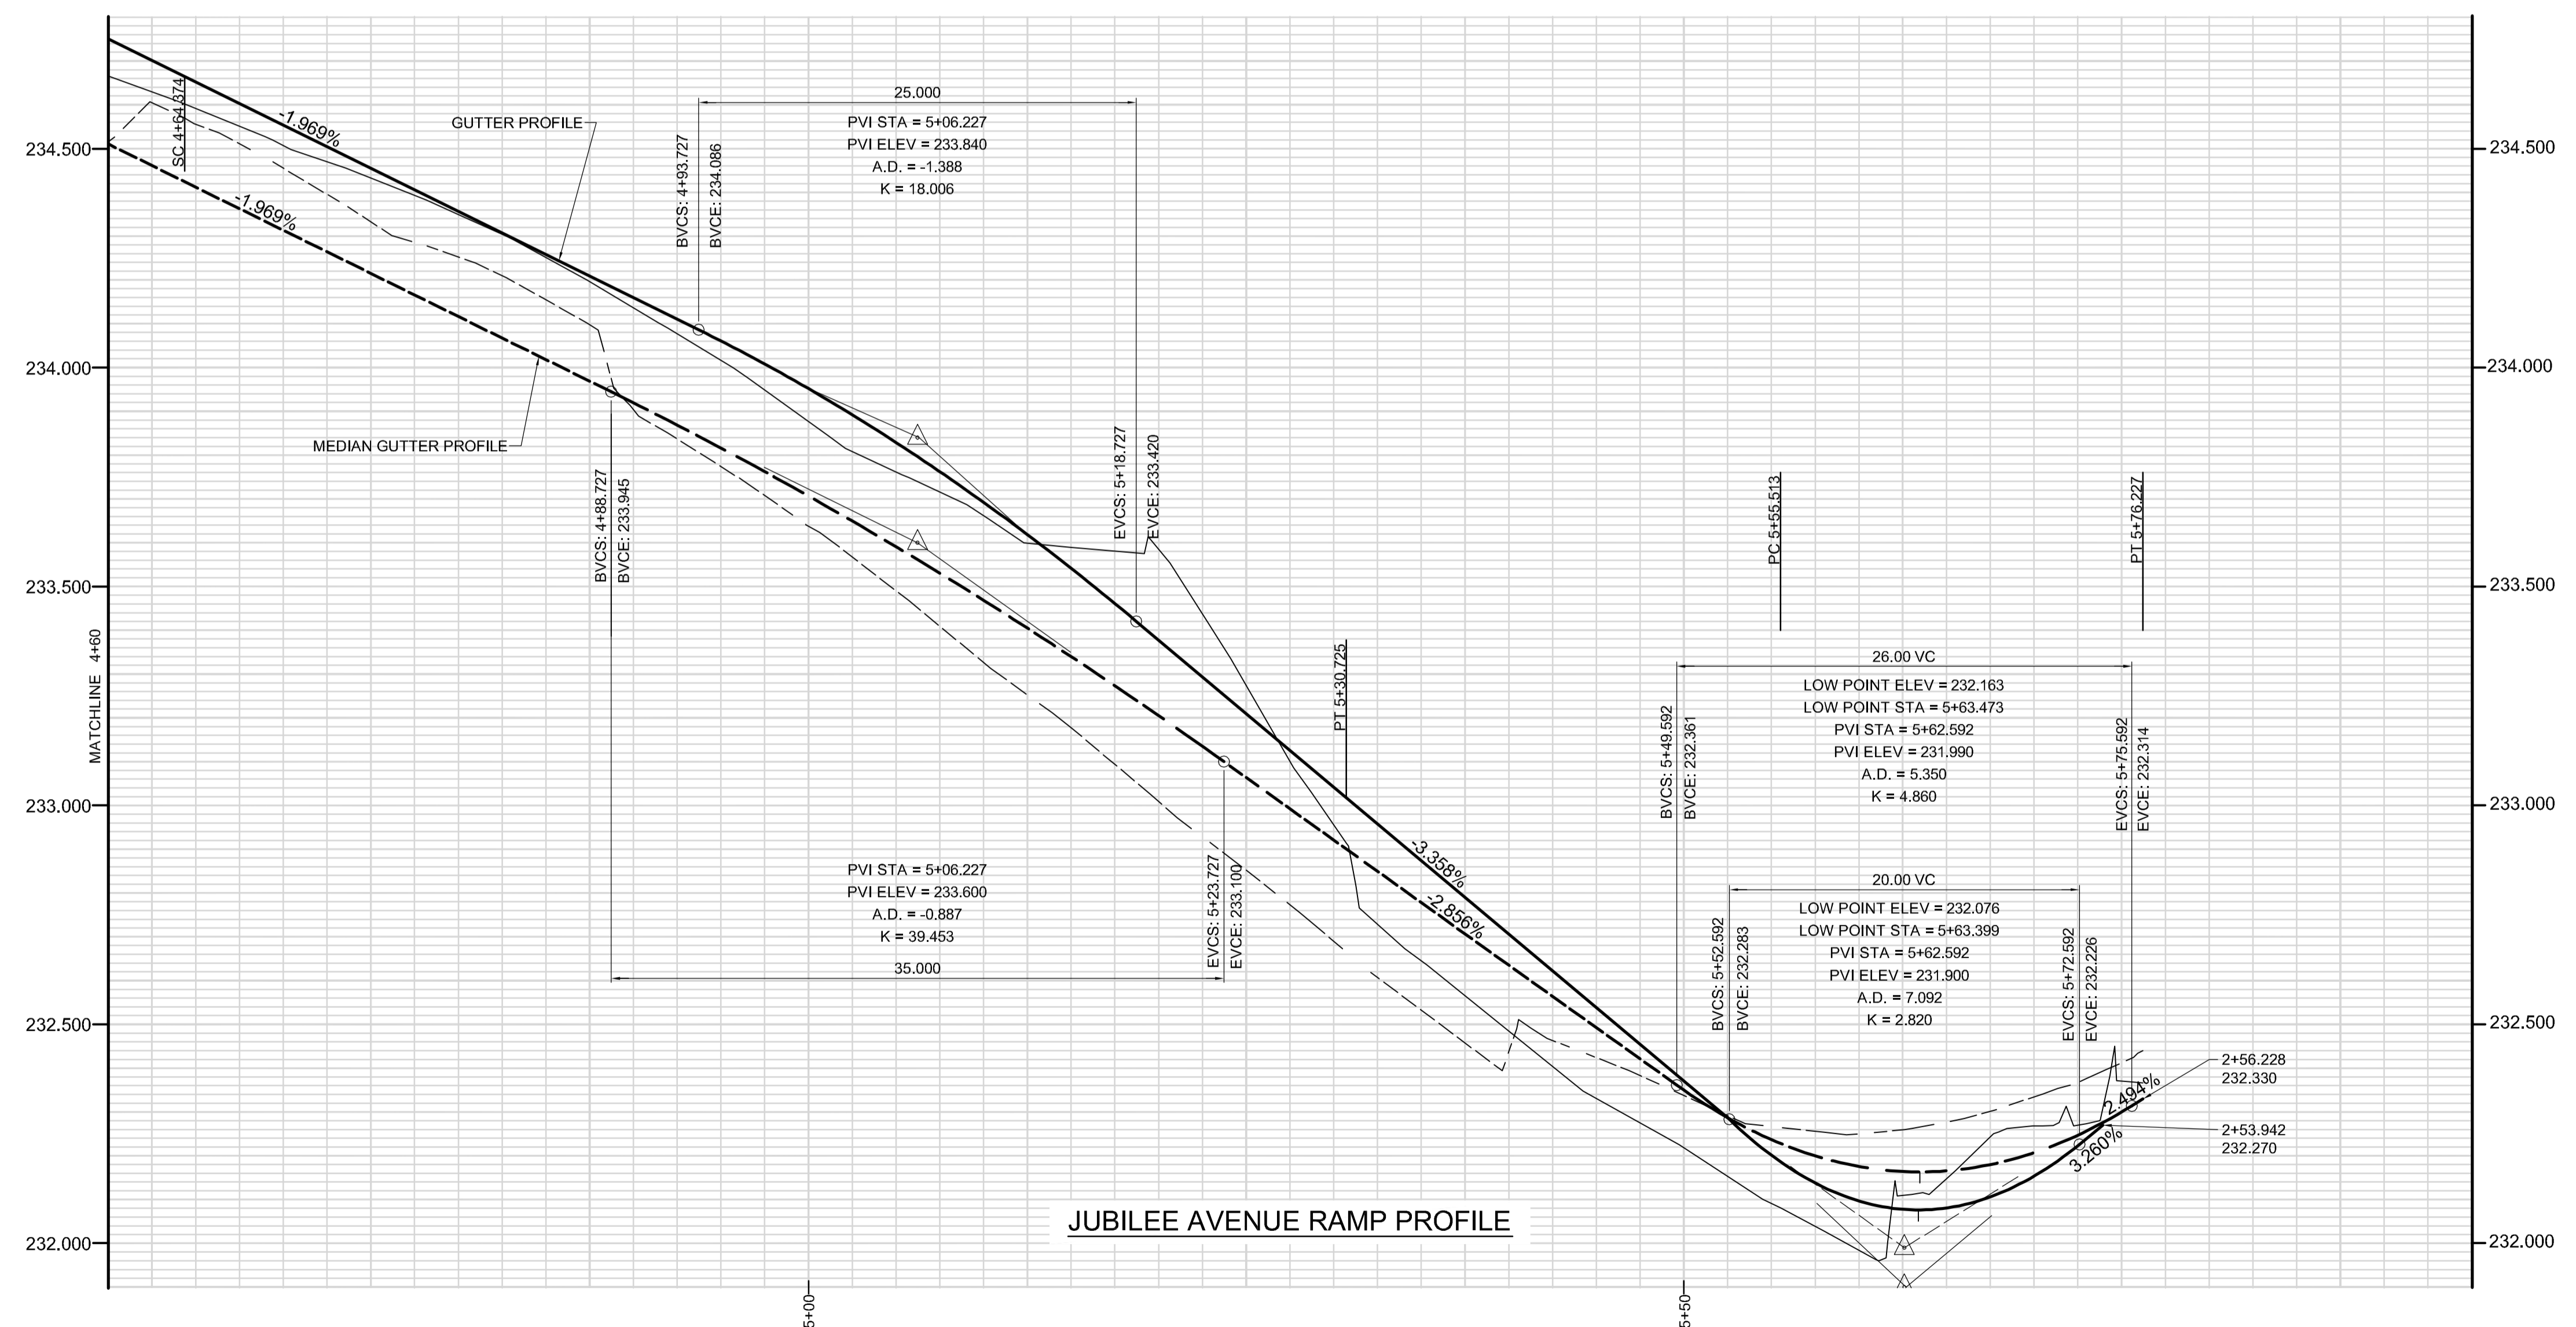 SC 4+64.374
-1.969%
-1.969%
GUTTER PROFILE
MEDIAN GUTTER PROFILE
25.000
PVI STA = 5+06.227
PVI ELEV = 233.840
A.D. = -1.388
K = 18.006
BVCS: 4+93.727
BVCE: 234.086
EVCS: 5+18.727
EVCE: 233.420
BVCS: 4+88.727
BVCE: 233.945
PVI STA = 5+06.227
PVI ELEV = 233.600
A.D. = -0.887
K = 39.453
35.000
EVCS: 5+23.727
EVCE: 233.100
PT 5+30.725
-3.358%
-2.856%
PC 5+55.513
PT 5+76.227
26.00 VC
LOW POINT ELEV = 232.163
LOW POINT STA = 5+63.473
PVI STA = 5+62.592
PVI ELEV = 231.990
A.D. = 5.350
K = 4.860
BVCS: 5+49.592
BVCE: 232.361
EVCS: 5+75.592
EVCE: 232.314
20.00 VC
LOW POINT ELEV = 232.076
LOW POINT STA = 5+63.399
PVI STA = 5+62.592
PVI ELEV = 231.900
A.D. = 7.092
K = 2.820
BVCS: 5+52.592
BVCE: 232.283
EVCS: 5+72.592
EVCE: 232.226
2.494%
3.260%
2+56.228
232.330
2+53.942
232.270
234.500
234.000
233.500
233.000
232.500
232.000
MATCHLINE 4+60
234.500
234.000
233.500
233.000
232.500
232.000
JUBILEE AVENUE RAMP PROFILE
5+00
5+50